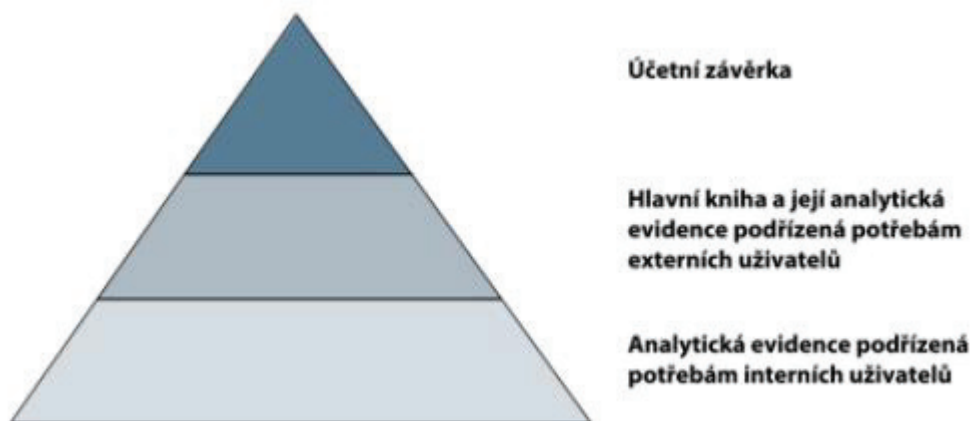 Účetní závěrka
Hlavní kniha a její analytická
evidence podřízená potřebám
externích uživatelů
Analytická evidence podřízená
potřebám interních uživatelů